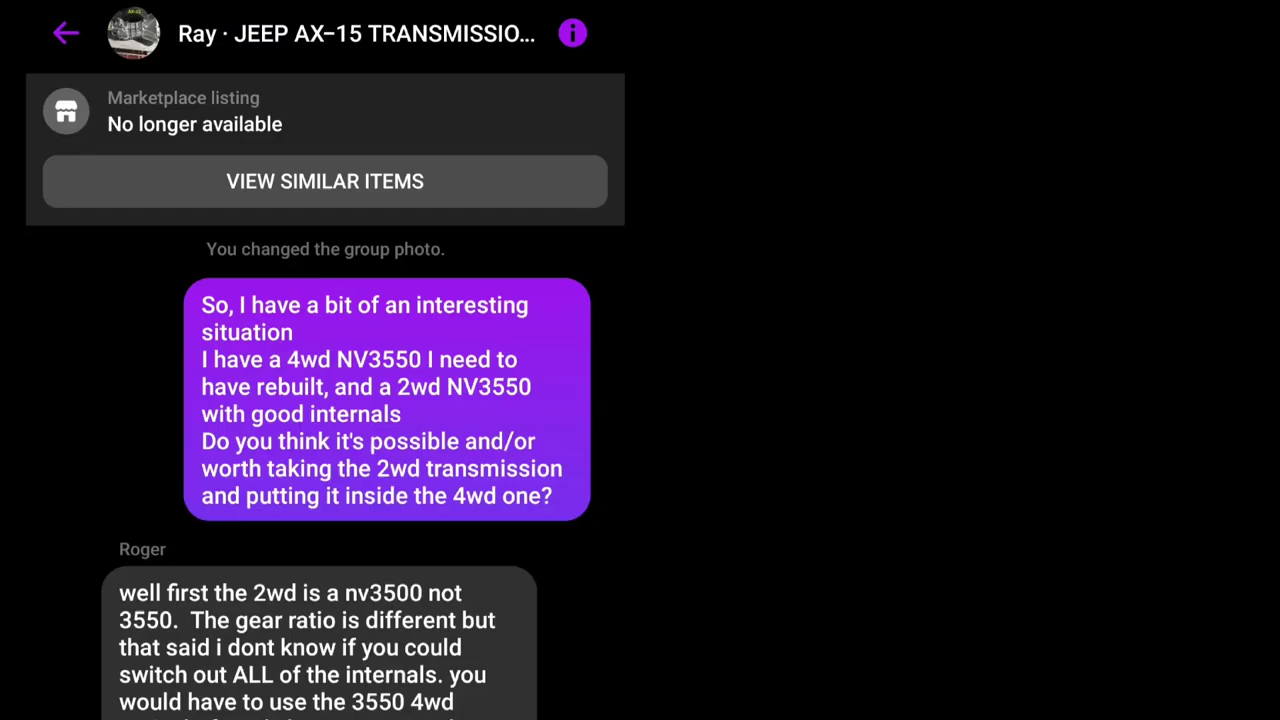 Ray · JEEP AX-15 TRANSMISSIO...
Marketplace listing
No longer available
VIEW SIMILAR ITEMS
You changed the group photo.
So, I have a bit of an interesting
situation
I have a 4wd NV3550 I need to
have rebuilt, and a 2wd NV3550
with good internals
Do you think it's possible and/or
worth taking the 2wd transmission
and putting it inside the 4wd one?
Roger
well first the 2wd is a nv3500 not
3550.  The gear ratio is different but
that said i dont know if you could
switch out ALL of the internals. you
would have to use the 3550 4wd